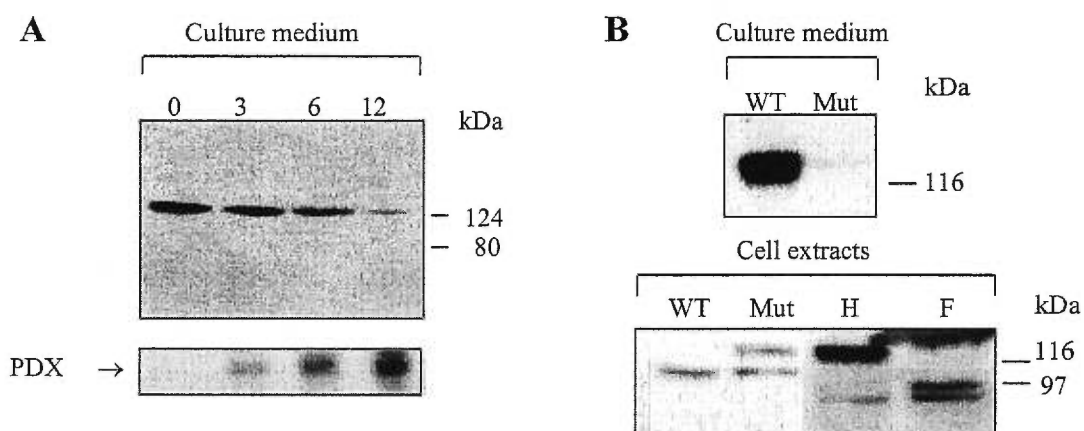 A
Culture medium
0 3 6 12
kDa
124
80
PDX →
B
Culture medium
kDa
WT Mut
116
Cell extracts
WT Mut H F
kDa
116
97